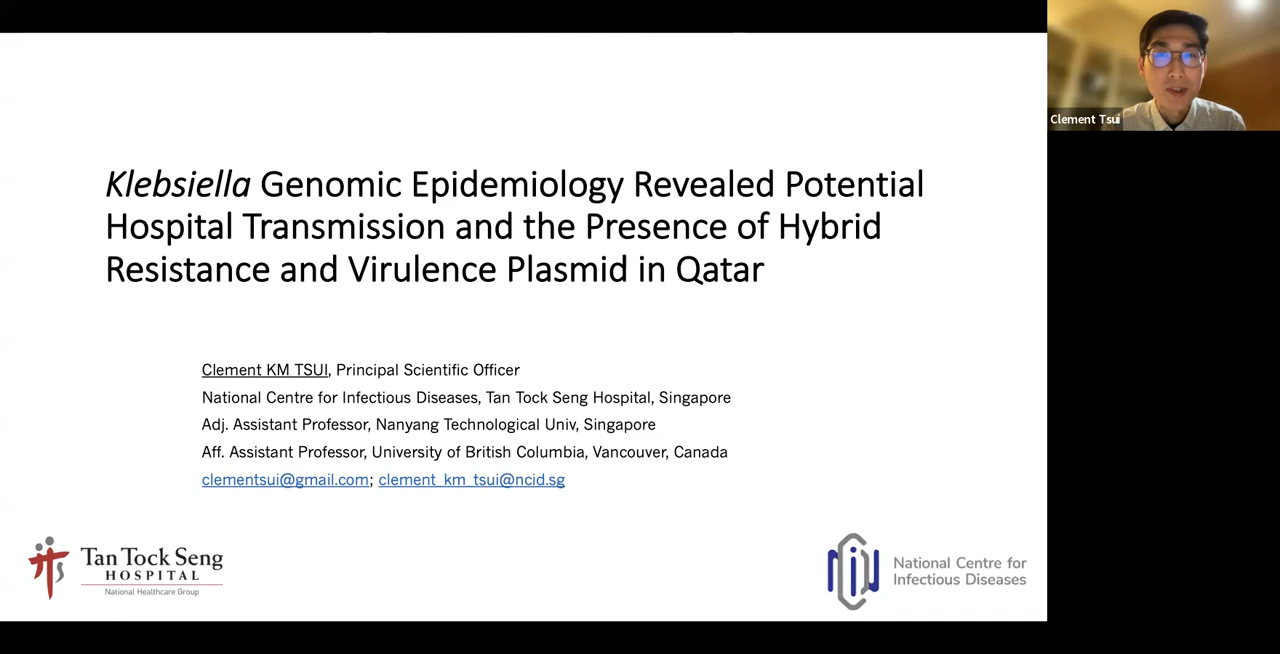 Klebsiella Genomic Epidemiology Revealed Potential
Hospital Transmission and the Presence of Hybrid
Resistance and Virulence Plasmid in Qatar
Clement KM TSUI, Principal Scientific Officer
National Centre for Infectious Diseases, Tan Tock Seng Hospital, Singapore
Adj. Assistant Professor, Nanyang Technological Univ, Singapore
Aff. Assistant Professor, University of British Columbia, Vancouver, Canada
clementsui@gmail.com; clement_km_tsui@ncid.sg
Tan Tock Seng
HOSPITAL
National Healthcare Group
National Centre for
Infectious Diseases
Clement Tsui